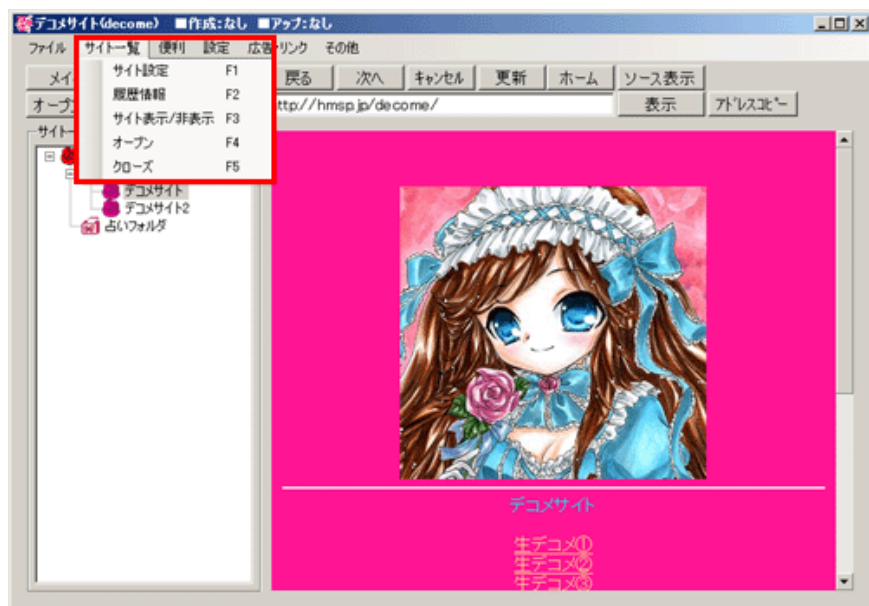 デコメサイト(decome) ■作成:なし ■アップ:なし
ファイル サイト一覧 便利 設定 広告・リンク その他
サイト設定 F1
履歴情報 F2
サイト表示/非表示 F3
オープン F4
クローズ F5
戻る 次へ キャンセル 更新 ホーム ソース表示
ttp://hmsp.jp/decome/ 表示 アドレスコピー
デコメサイト
デコメサイト2
占いフォルダ
デコメサイト
生デコメ①
生デコメ②
生デコメ③